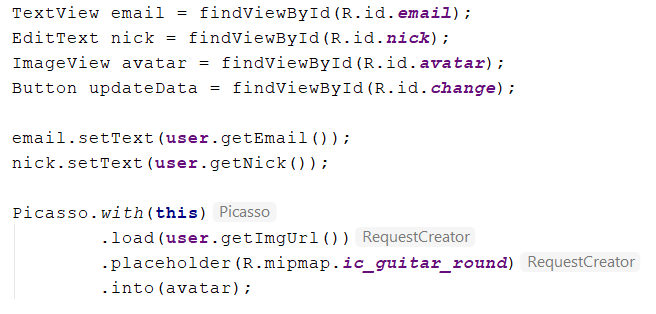 TextView email = findViewById(R.id.email);
EditText nick = findViewById(R.id.nick);
ImageView avatar = findViewById(R.id.avatar);
Button updateData = findViewById(R.id.change);

email.setText(user.getEmail());
nick.setText(user.getNick());

Picasso.with(this) Picasso
        .load(user.getImgUrl()) RequestCreator
        .placeholder(R.mipmap.ic_guitar_round) RequestCreator
        .into(avatar);